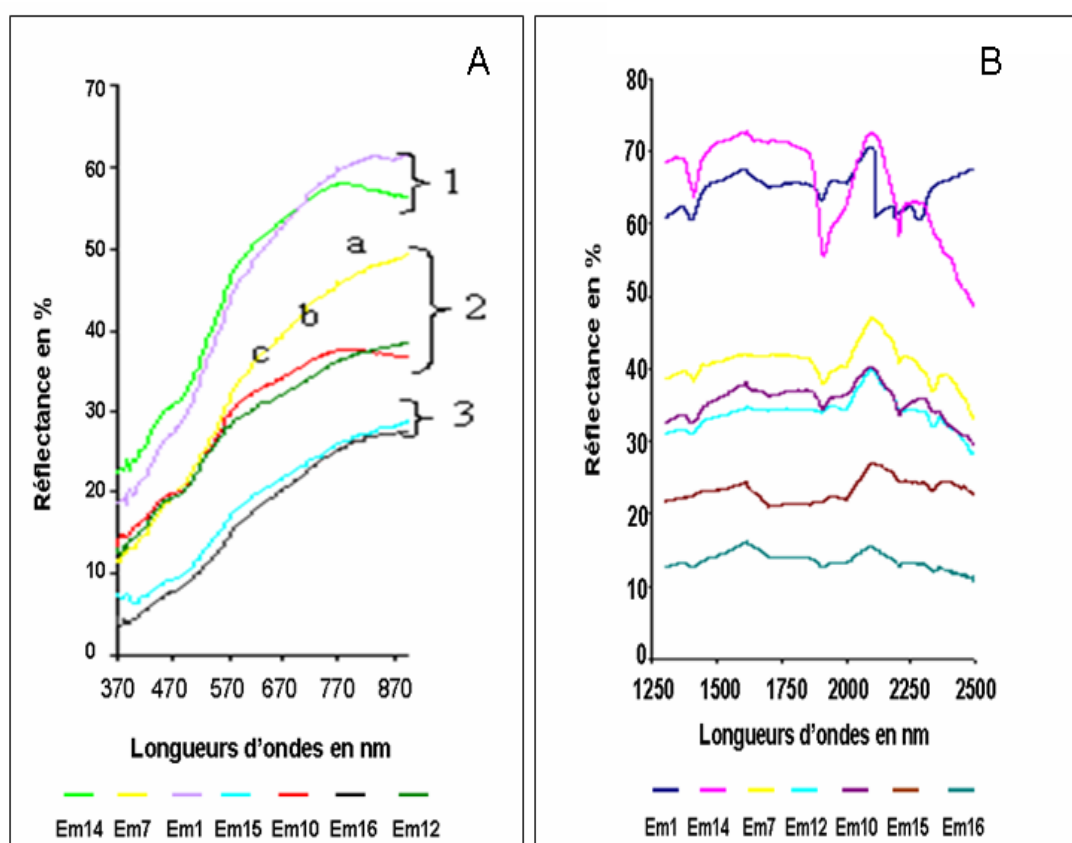 A
70
60
50
40
30
20
10
0
1
2
3
a
b
c
Réflectance en %
370 470 570 670 770 870
Longueurs d'ondes en nm
Em14 Em7 Em1 Em15 Em10 Em16 Em12
B
80
70
60
50
40
30
20
10
0
Réflectance en %
1250 1500 1750 2000 2250 2500
Longueurs d'ondes en nm
Em1 Em14 Em7 Em12 Em10 Em15 Em16